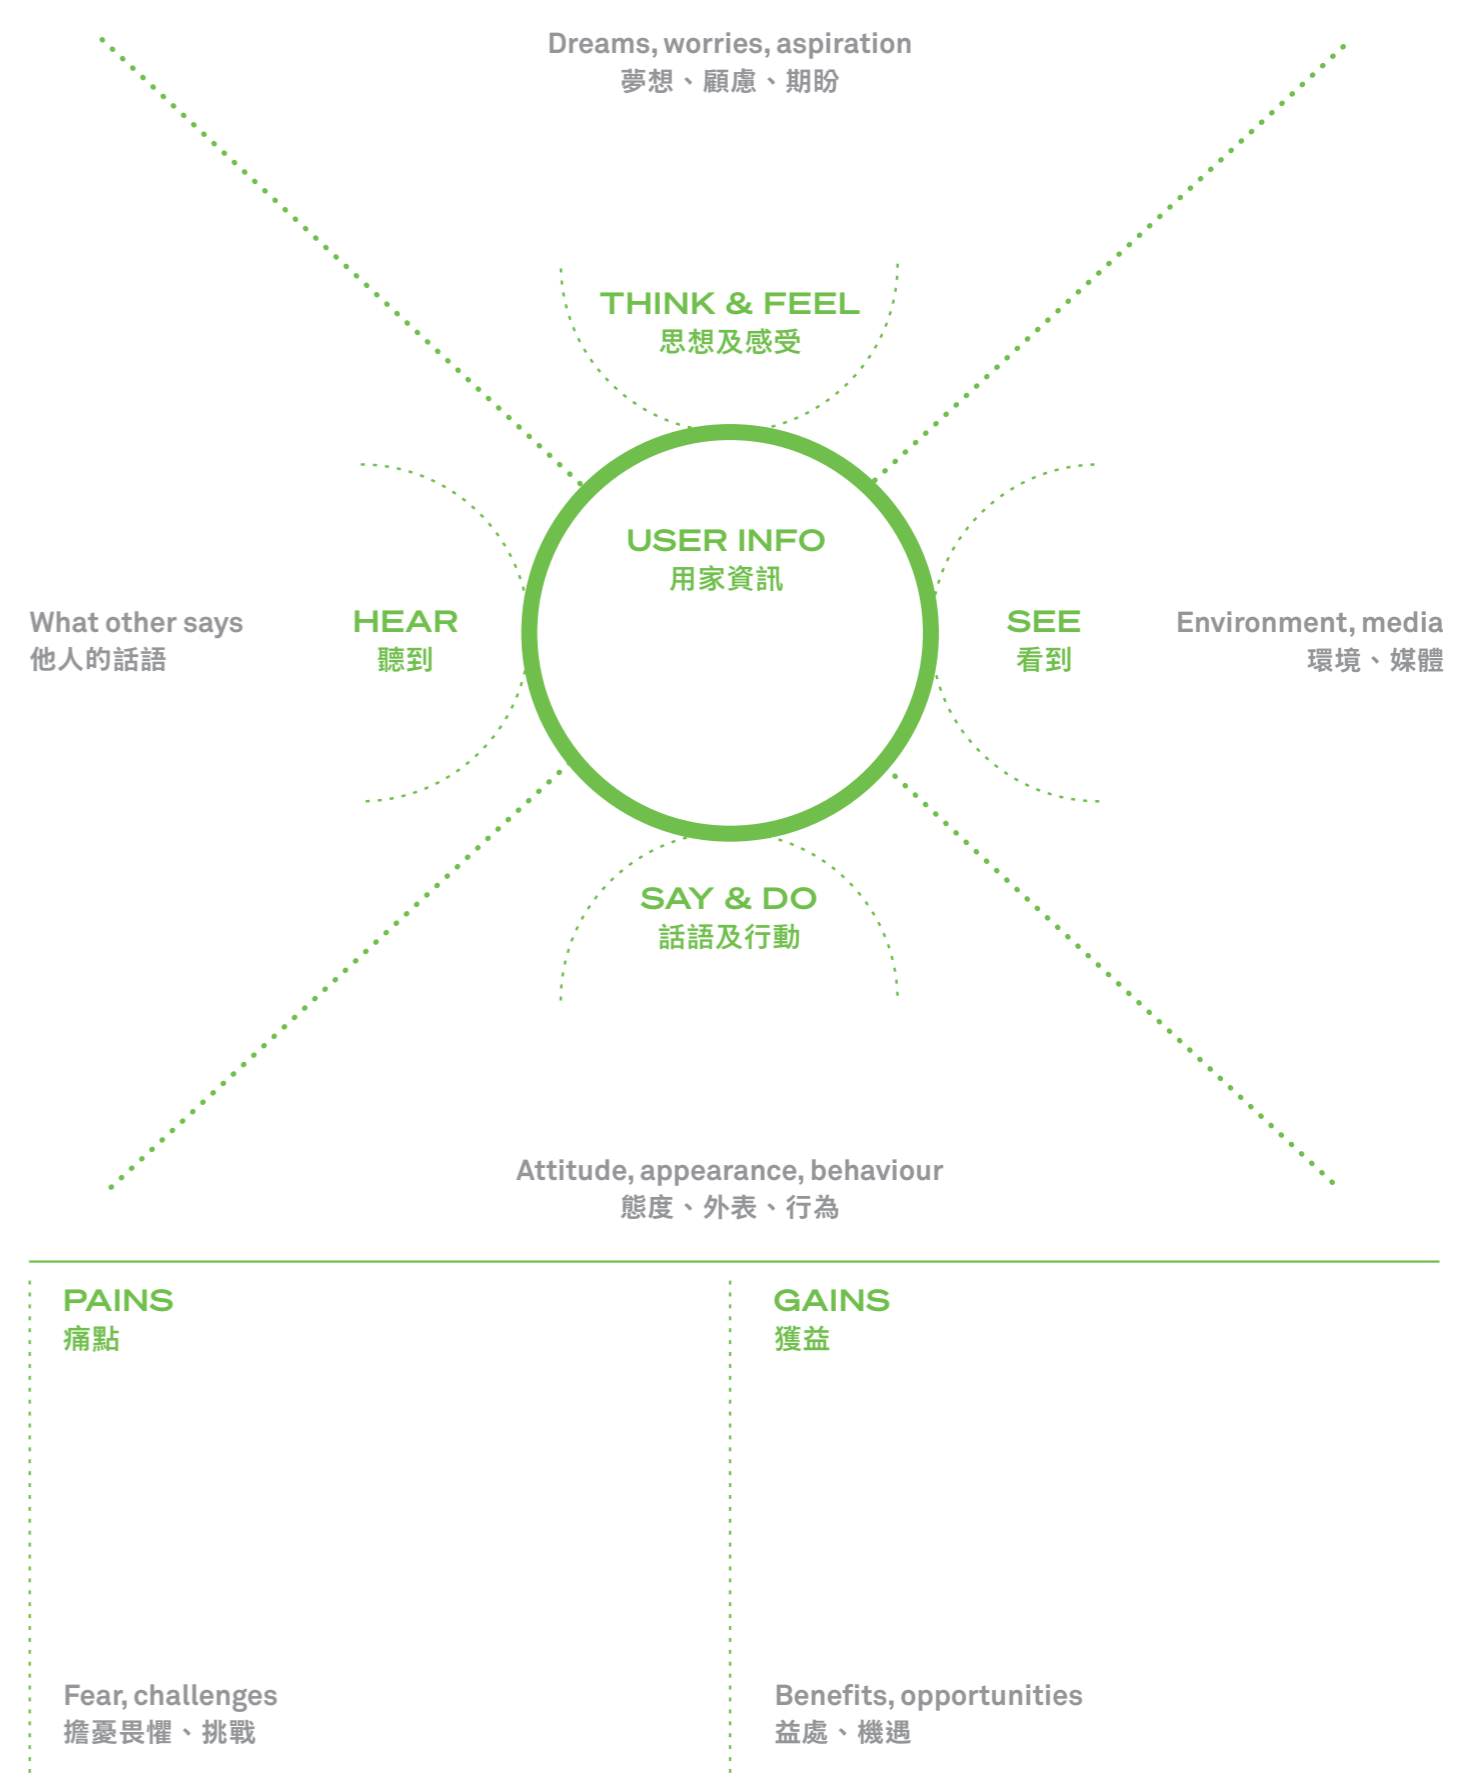 Dreams, worries, aspiration
夢想、顧慮、期盼
THINK & FEEL
思想及感受
USER INFO
用家資訊
What other says
他人的話語
HEAR
聽到
SEE
看到
Environment, media
環境、媒體
SAY & DO
話語及行動
Attitude, appearance, behaviour
態度、外表、行為
PAINS
痛點
GAINS
獲益
Fear, challenges
擔憂畏懼、挑戰
Benefits, opportunities
益處、機遇